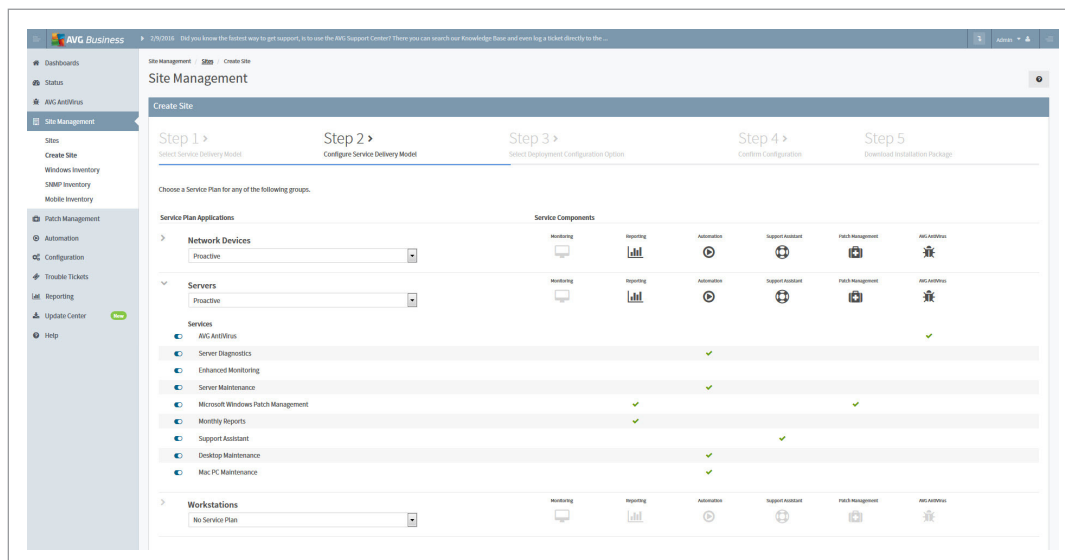 AVG Business
2/9/2016 Did you know the fastest way to get support, is to use the AVG Support Center? There you can search our Knowledge Base and even log a ticket directly to the ...
Admin
Dashboards
Status
AVG AntiVirus
Site Management
Sites
Create Site
Windows Inventory
SNMP Inventory
Mobile Inventory
Patch Management
Automation
Configuration
Trouble Tickets
Reporting
Update Center New
Help
Site Management / Sites / Create Site
Site Management
Create Site
Step 1 >
Select Service Delivery Model
Step 2 >
Configure Service Delivery Model
Step 3 >
Select Deployment Configuration Option
Step 4 >
Confirm Configuration
Step 5
Download Installation Package
Choose a Service Plan for any of the following groups.
Service Plan Applications Service Components
Network Devices
Proactive
Monitoring Reporting Automation Support Assistant Patch Management AVG AntiVirus
Servers
Proactive
Monitoring Reporting Automation Support Assistant Patch Management AVG AntiVirus
Services
AVG AntiVirus
Server Diagnostics
Enhanced Monitoring
Server Maintenance
Microsoft Windows Patch Management
Monthly Reports
Support Assistant
Desktop Maintenance
Mac PC Maintenance
Workstations
No Service Plan
Monitoring Reporting Automation Support Assistant Patch Management AVG AntiVirus